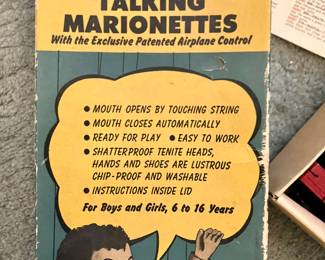 TALKING
MARIONETTES
With the Exclusive Patented Airplane Control
• MOUTH OPENS BY TOUCHING STRING
• MOUTH CLOSES AUTOMATICALLY
• READY FOR PLAY • EASY TO WORK
• SHATTERPROOF TENITE HEADS,
HANDS AND SHOES ARE LUSTROUS
CHIP-PROOF AND WASHABLE
• INSTRUCTIONS INSIDE LID
For Boys and Girls, 6 to 16 Years